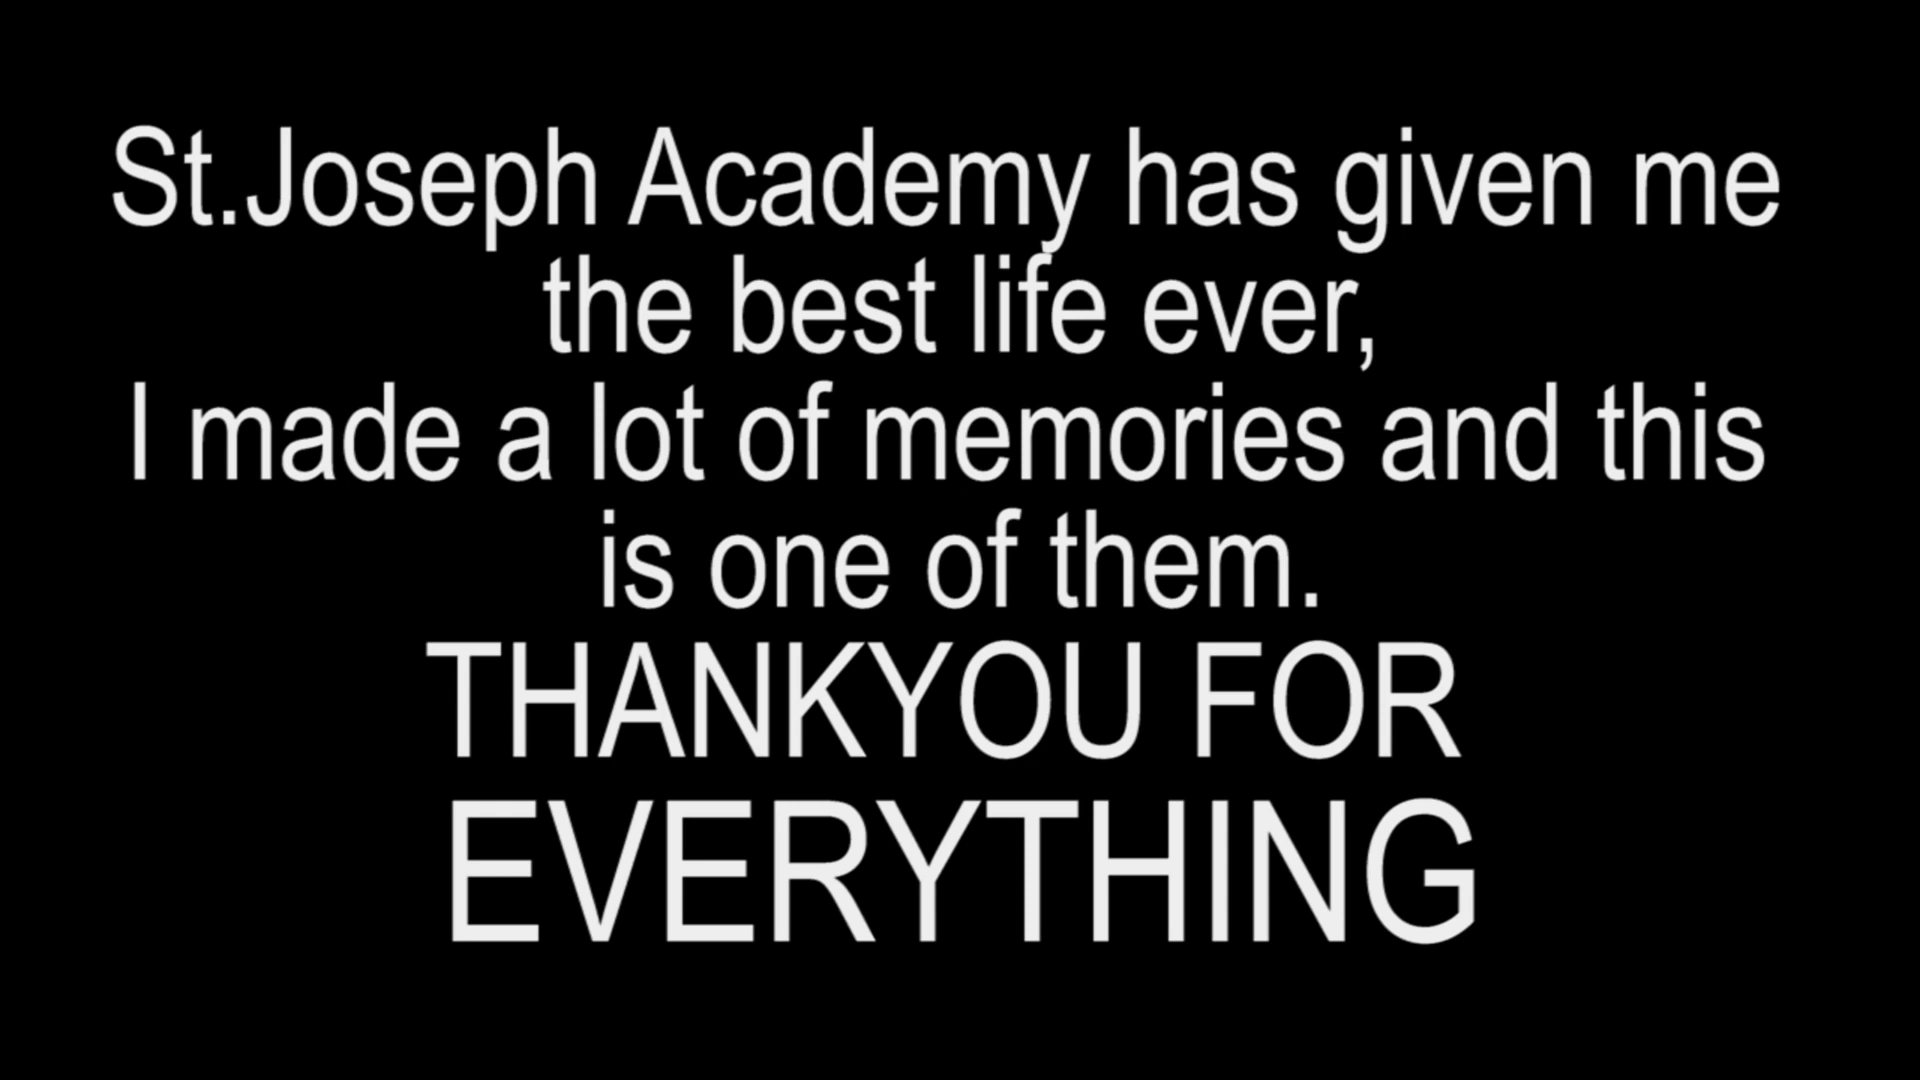 St.Joseph Academy has given me
the best life ever,
I made a lot of memories and this
is one of them.
THANKYOU FOR
EVERYTHING